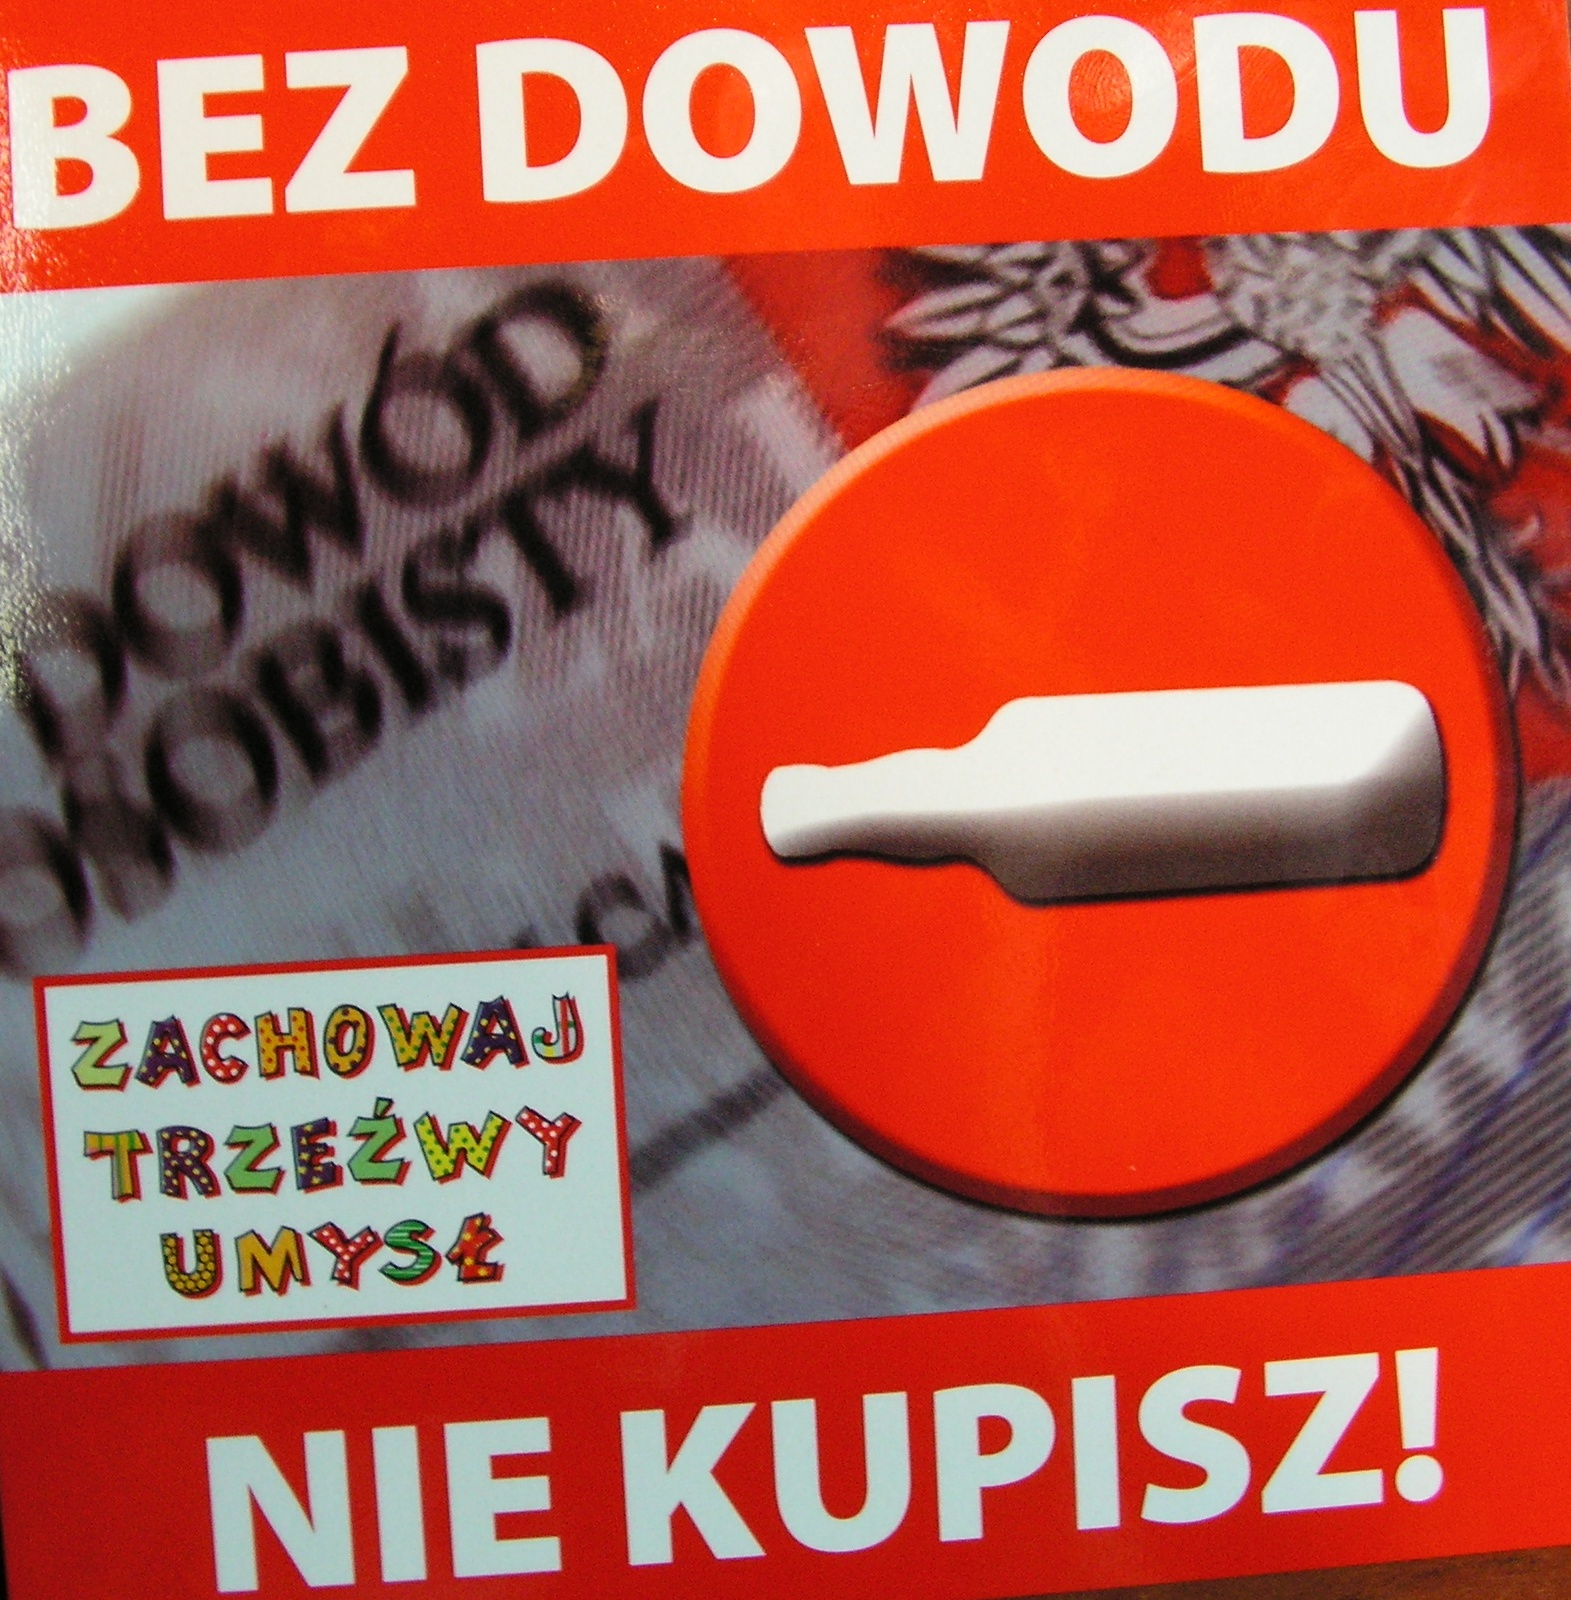 BEZ DOWODU
DOWÓD
OSOBISTY
ZACHOWAJ
TRZEŹWY
UMYSŁ
NIE KUPISZ!